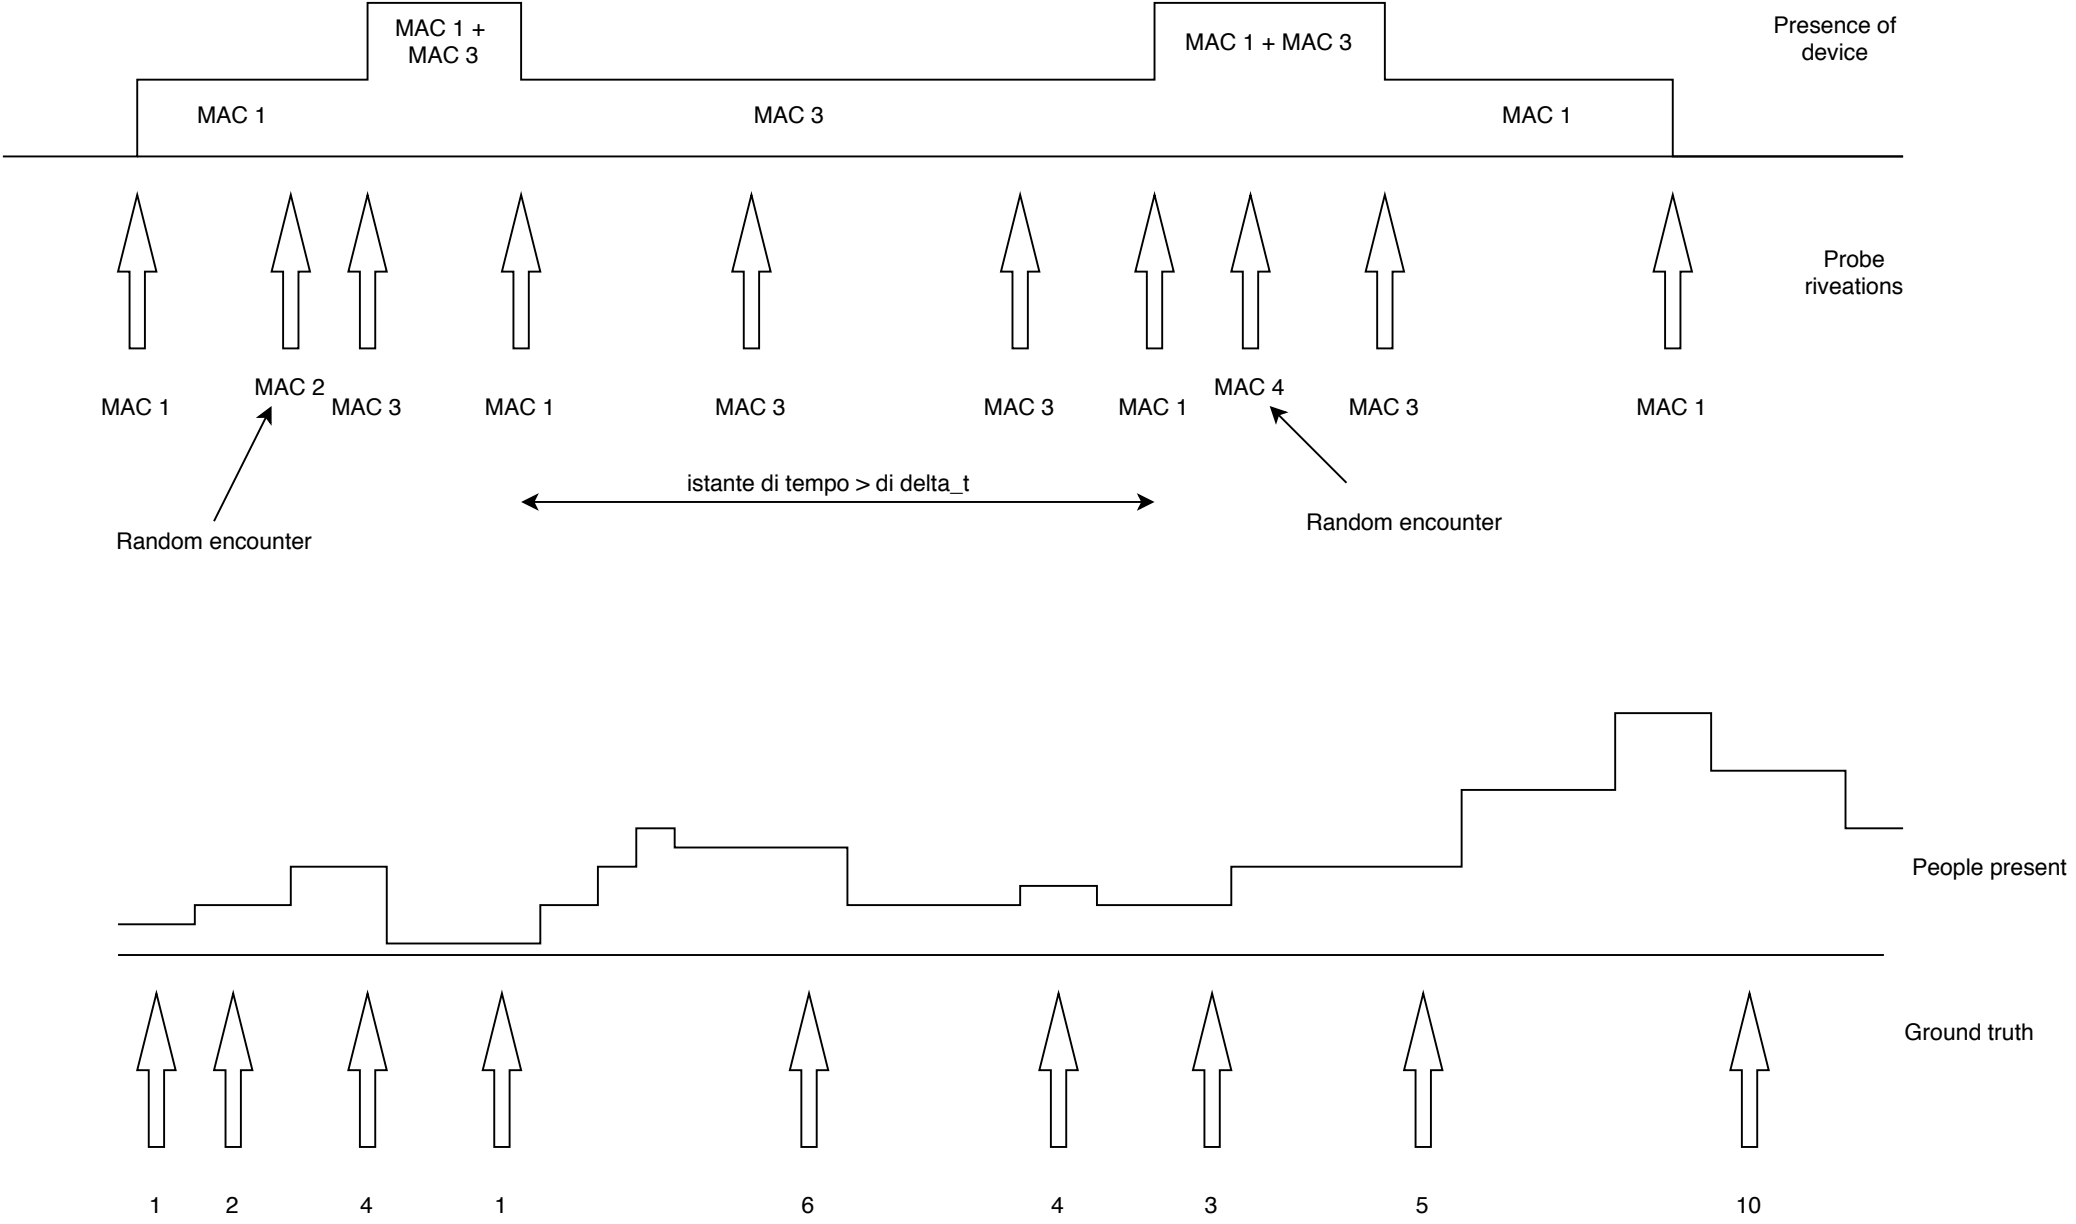 MAC 1 +
MAC 3
MAC 1 + MAC 3
Presence of
device
MAC 1
MAC 3
MAC 1
Probe
riveations
MAC 1
MAC 2
MAC 3
MAC 1
MAC 3
MAC 3
MAC 1
MAC 4
MAC 3
MAC 1
istante di tempo > di delta_t
Random encounter
Random encounter
People present
Ground truth
1
2
4
1
6
4
3
5
10